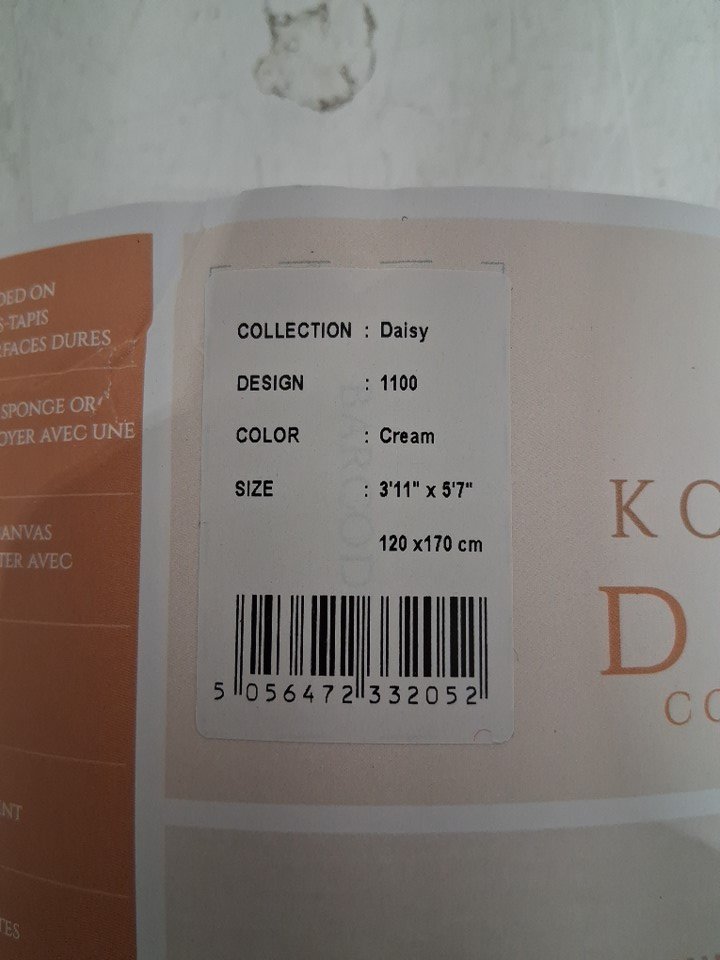 DED ON
S-TAPIS
RFACES DURES
SPONGE OR
OYER AVEC UNE
ANVAS
TER AVEC
NT
TES
COLLECTION : Daisy
DESIGN : 1100
COLOR : Cream
SIZE : 3'11" x 5'7"
120 x170 cm
BARCOD
5 056472 332052
KO
D
CO